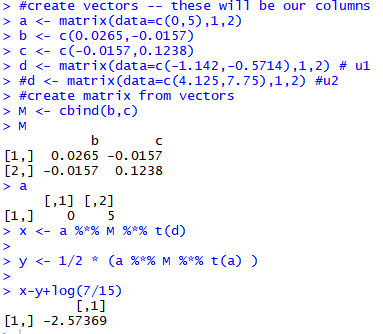 > #create vectors -- these will be our columns
> a <- matrix(data=c(0,5),1,2)
> b <- c(0.0265,-0.0157)
> c <- c(-0.0157,0.1238)
> d <- matrix(data=c(-1.142,-0.5714),1,2) # u1
> #d <- matrix(data=c(4.125,7.75),1,2) #u2
> #create matrix from vectors
> M <- cbind(b,c)
> M
b c
[1,] 0.0265 -0.0157
[2,] -0.0157 0.1238
> a
[,1] [,2]
[1,] 0 5
> x <- a %*% M %*% t(d)
>
> y <- 1/2 * (a %*% M %*% t(a) )
>
> x-y+log(7/15)
[,1]
[1,] -2.57369